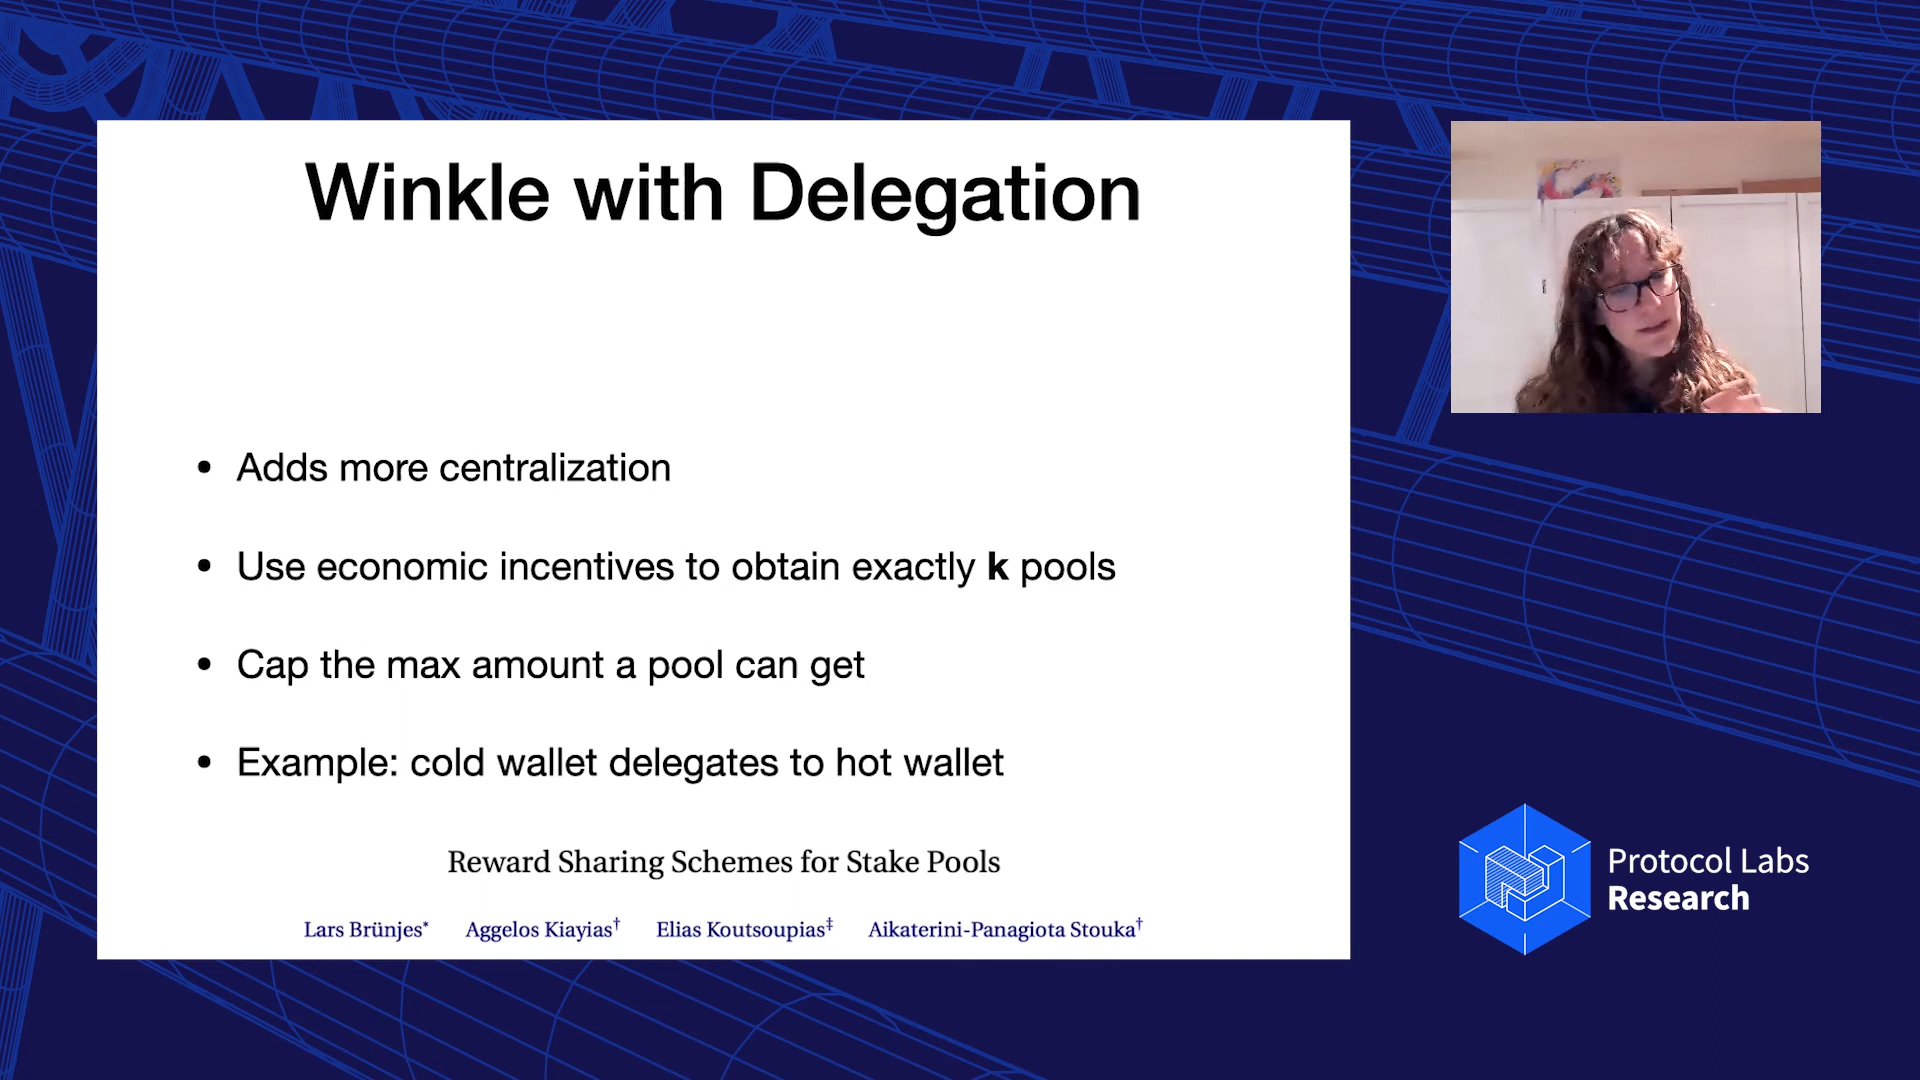 Winkle with Delegation
• Adds more centralization
• Use economic incentives to obtain exactly k pools
• Cap the max amount a pool can get
• Example: cold wallet delegates to hot wallet
Reward Sharing Schemes for Stake Pools
Lars Brünjes* Aggelos Kiayias† Elias Koutsoupias‡ Aikaterini-Panagiota Stouka†
Protocol Labs
Research